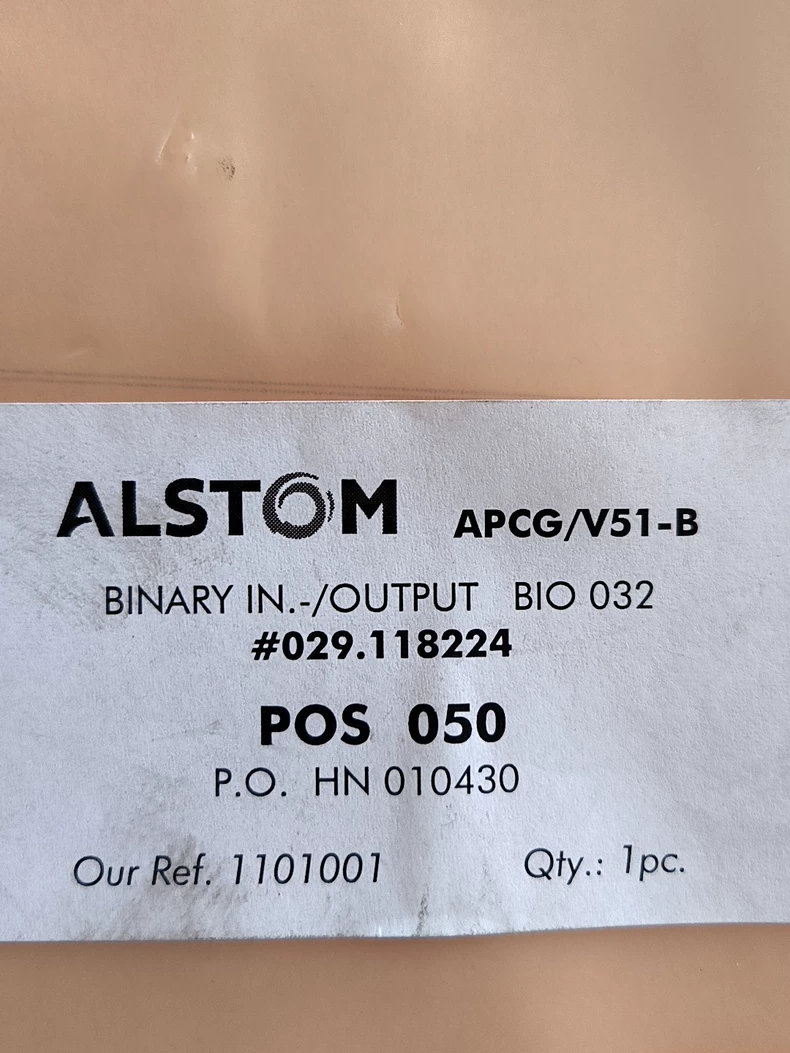 ALSTOM APCG/V51-B
BINARY IN.-/OUTPUT BIO 032
#029.118224
POS 050
P.O. HN 010430
Our Ref. 1101001 Qty.: 1pc.